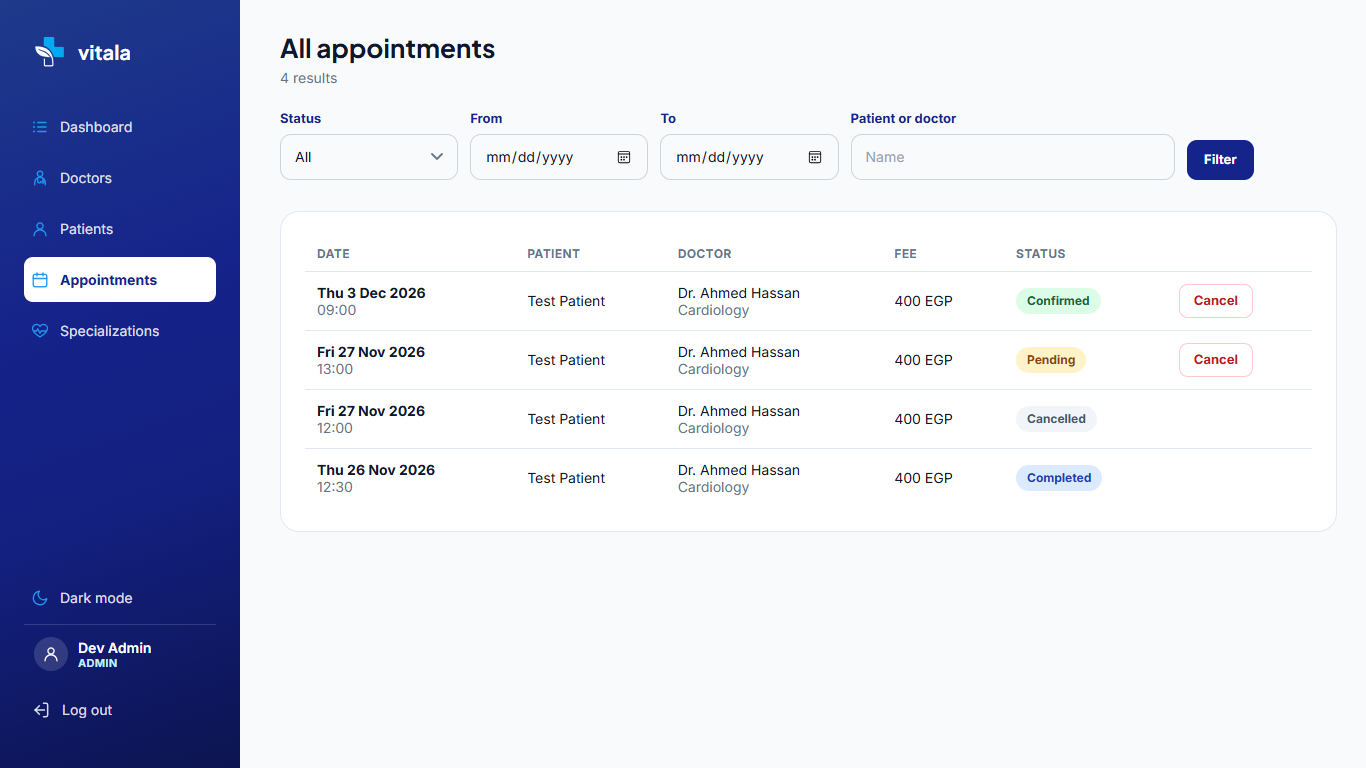 vitala
Dashboard
Doctors
Patients
Appointments
Specializations
Dark mode
Dev Admin
ADMIN
Log out
All appointments
4 results
Status
From
To
Patient or doctor
All
mm/dd/yyyy
mm/dd/yyyy
Name
Filter
DATE PATIENT DOCTOR FEE STATUS
Thu 3 Dec 2026
09:00
Test Patient
Dr. Ahmed Hassan
Cardiology
400 EGP
Confirmed
Cancel
Fri 27 Nov 2026
13:00
Test Patient
Dr. Ahmed Hassan
Cardiology
400 EGP
Pending
Cancel
Fri 27 Nov 2026
12:00
Test Patient
Dr. Ahmed Hassan
Cardiology
400 EGP
Cancelled
Thu 26 Nov 2026
12:30
Test Patient
Dr. Ahmed Hassan
Cardiology
400 EGP
Completed